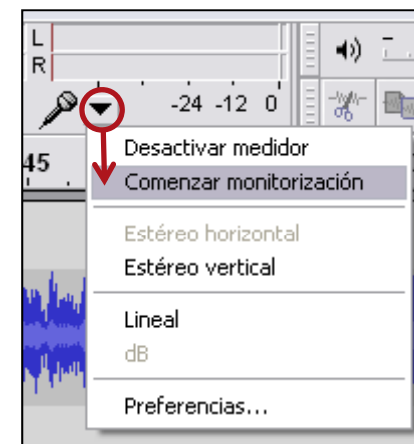 L
R
-24 -12 0
45
Desactivar medidor
Comenzar monitorización
Estéreo horizontal
Estéreo vertical
Lineal
dB
Preferencias...